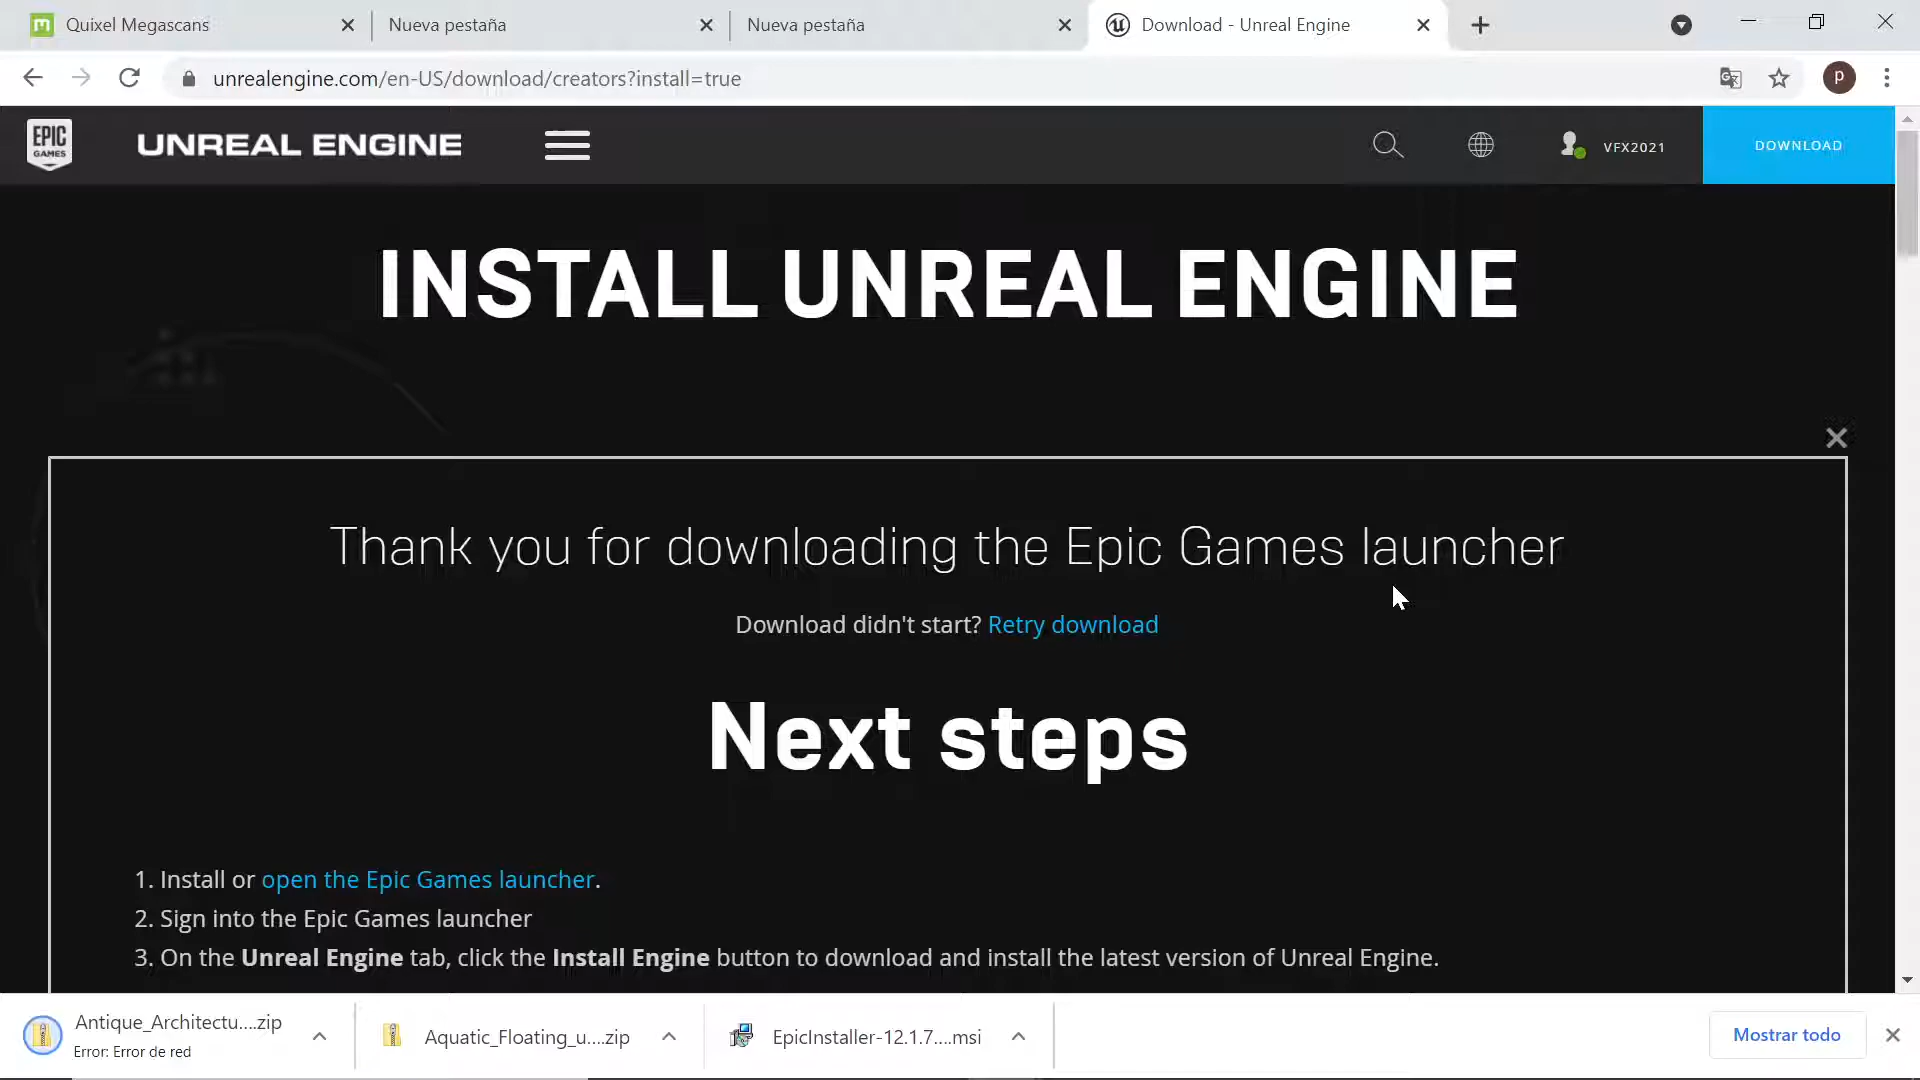 Quixel Megascans
Nueva pestaña
Nueva pestaña
Download - Unreal Engine
unrealengine.com/en-US/download/creators?install=true
p
EPIC
GAMES
UNREAL ENGINE
VFX2021
DOWNLOAD
INSTALL UNREAL ENGINE
Thank you for downloading the Epic Games launcher
Download didn't start? Retry download
Next steps
1. Install or open the Epic Games launcher.
2. Sign into the Epic Games launcher
3. On the Unreal Engine tab, click the Install Engine button to download and install the latest version of Unreal Engine.
Antique_Architectu....zip
Error: Error de red
Aquatic_Floating_u....zip
EpicInstaller-12.1.7....msi
Mostrar todo